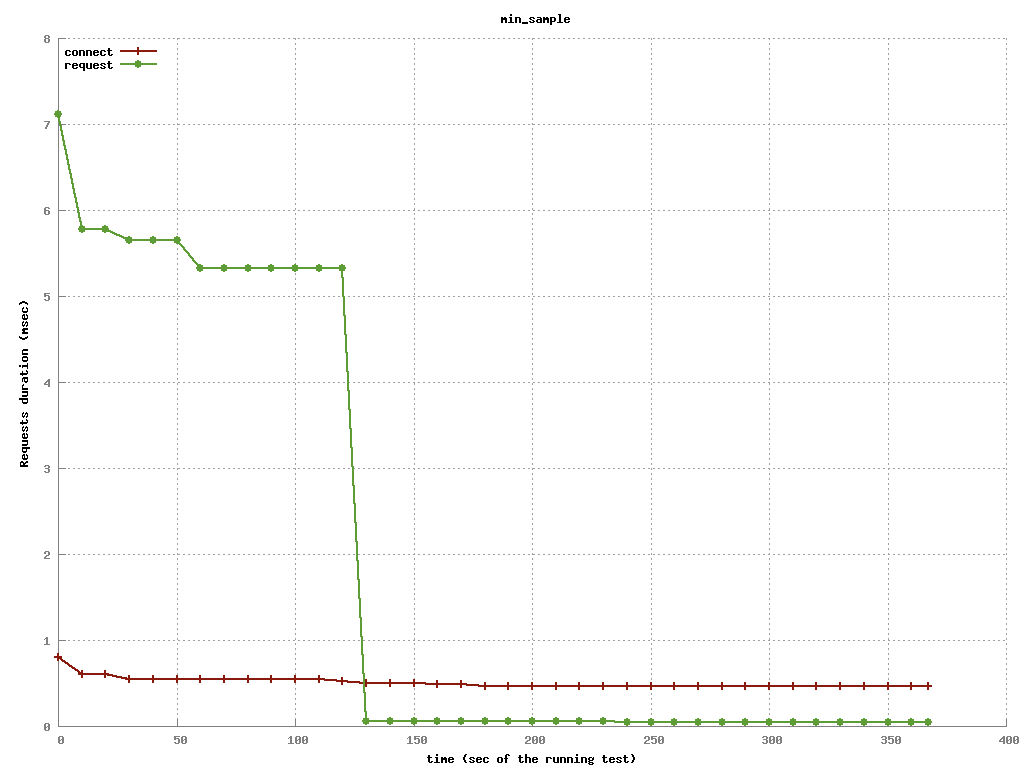 min_sample
connect
request
8
7
6
5
4
3
2
1
0
Requests duration (msec)
0 50 100 150 200 250 300 350 400
time (sec of the running test)